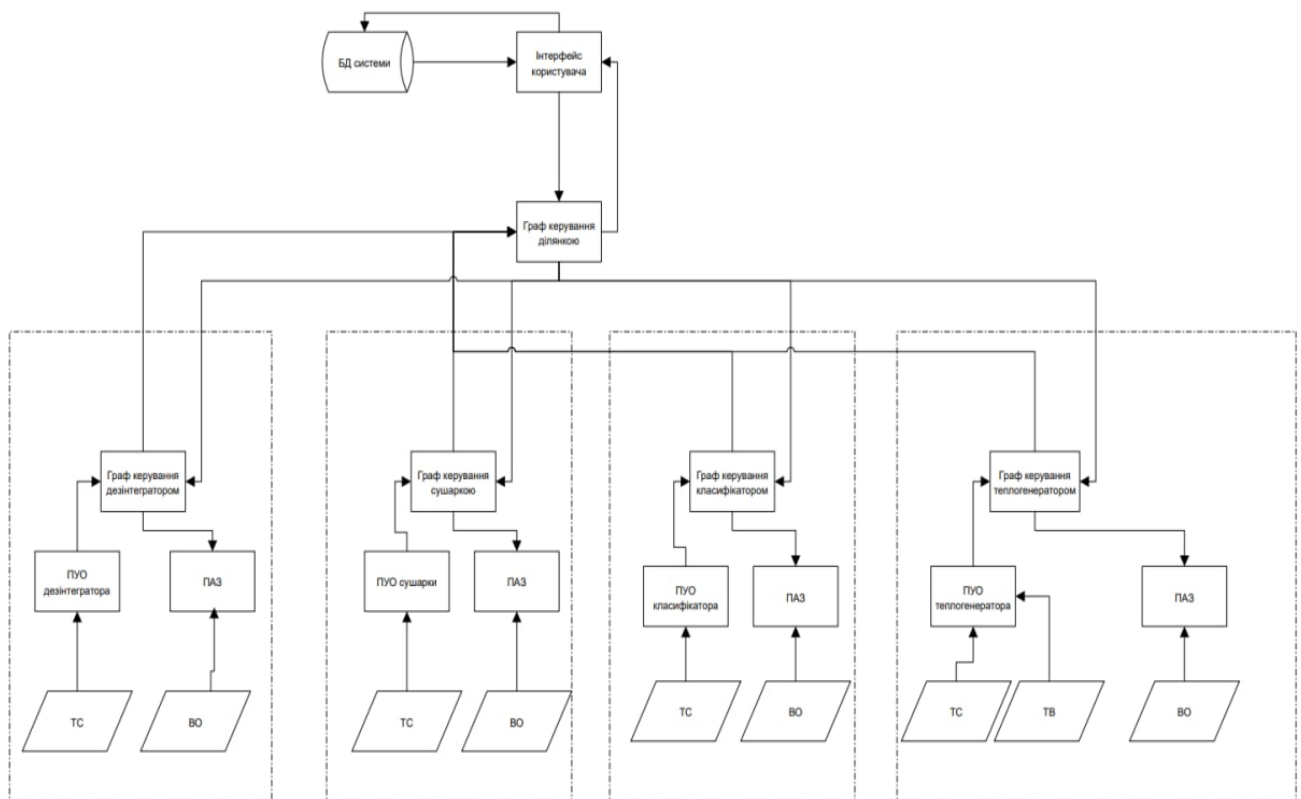 БД системи
Інтерфейс
користувача
Граф керування
ділянкою
Граф керування
дезінтегратором
Граф керування
сушаркою
Граф керування
класифікатором
Граф керування
теплогенератором
ПУО
дезінтегратора
ПАЗ
ПУО сушарки
ПАЗ
ПУО
класифікатора
ПАЗ
ПУО
теплогенератора
ПАЗ
ТС
ВО
ТС
ВО
ТС
ВО
ТС
ТВ
ВО